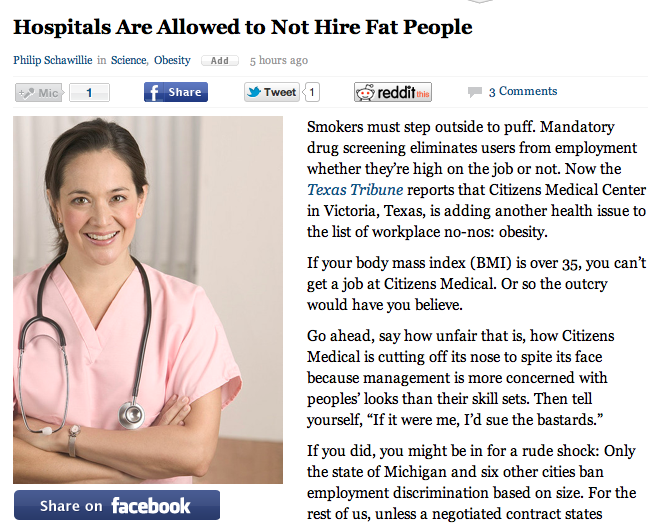 Hospitals Are Allowed to Not Hire Fat People
Philip Schawillie in Science, Obesity Add 5 hours ago
Mic 1 Share Tweet 1 reddit this 3 Comments
Smokers must step outside to puff. Mandatory
drug screening eliminates users from employment
whether they’re high on the job or not. Now the
Texas Tribune reports that Citizens Medical Center
in Victoria, Texas, is adding another health issue to
the list of workplace no-nos: obesity.
If your body mass index (BMI) is over 35, you can’t
get a job at Citizens Medical. Or so the outcry
would have you believe.
Go ahead, say how unfair that is, how Citizens
Medical is cutting off its nose to spite its face
because management is more concerned with
peoples’ looks than their skill sets. Then tell
yourself, “If it were me, I’d sue the bastards.”
If you did, you might be in for a rude shock: Only
the state of Michigan and six other cities ban
employment discrimination based on size. For the
rest of us, unless a negotiated contract states
Share on facebook